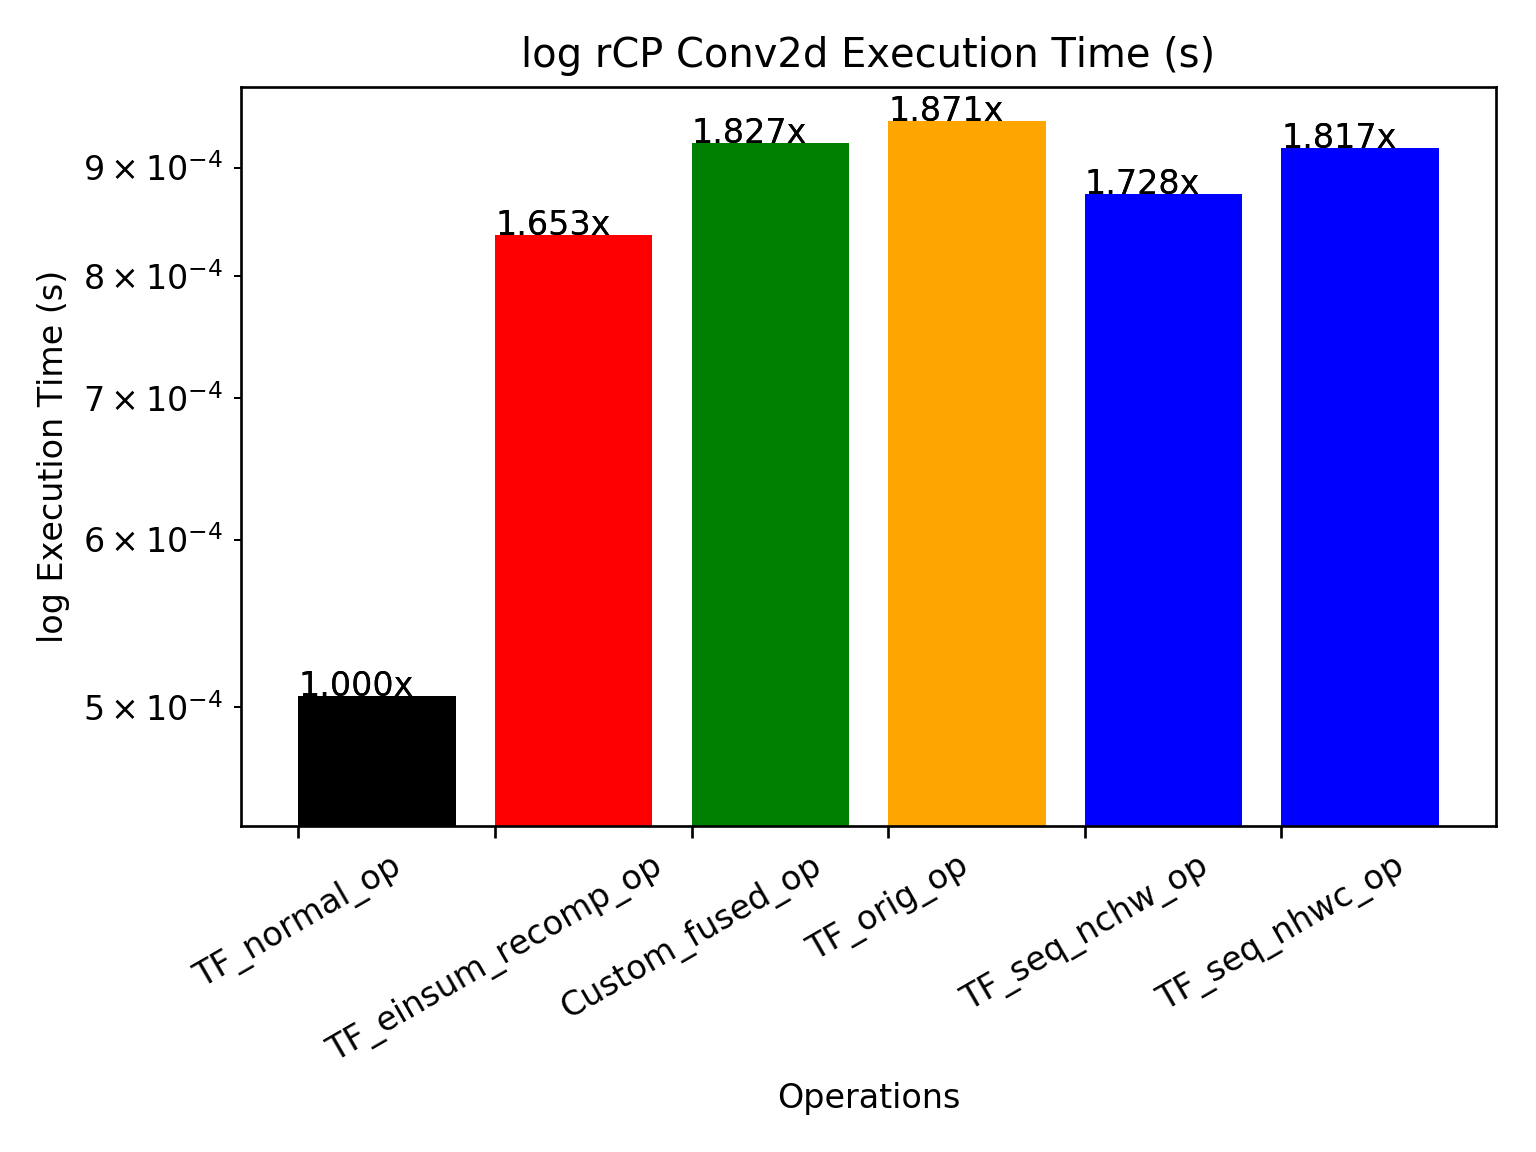 log rCP Conv2d Execution Time (s)
log Execution Time (s)
9 × 10⁻⁴
8 × 10⁻⁴
7 × 10⁻⁴
6 × 10⁻⁴
5 × 10⁻⁴
1.000x
1.653x
1.827x
1.871x
1.728x
1.817x
TF_normal_op
TF_einsum_recomp_op
Custom_fused_op
TF_orig_op
TF_seq_nchw_op
TF_seq_nhwc_op
Operations